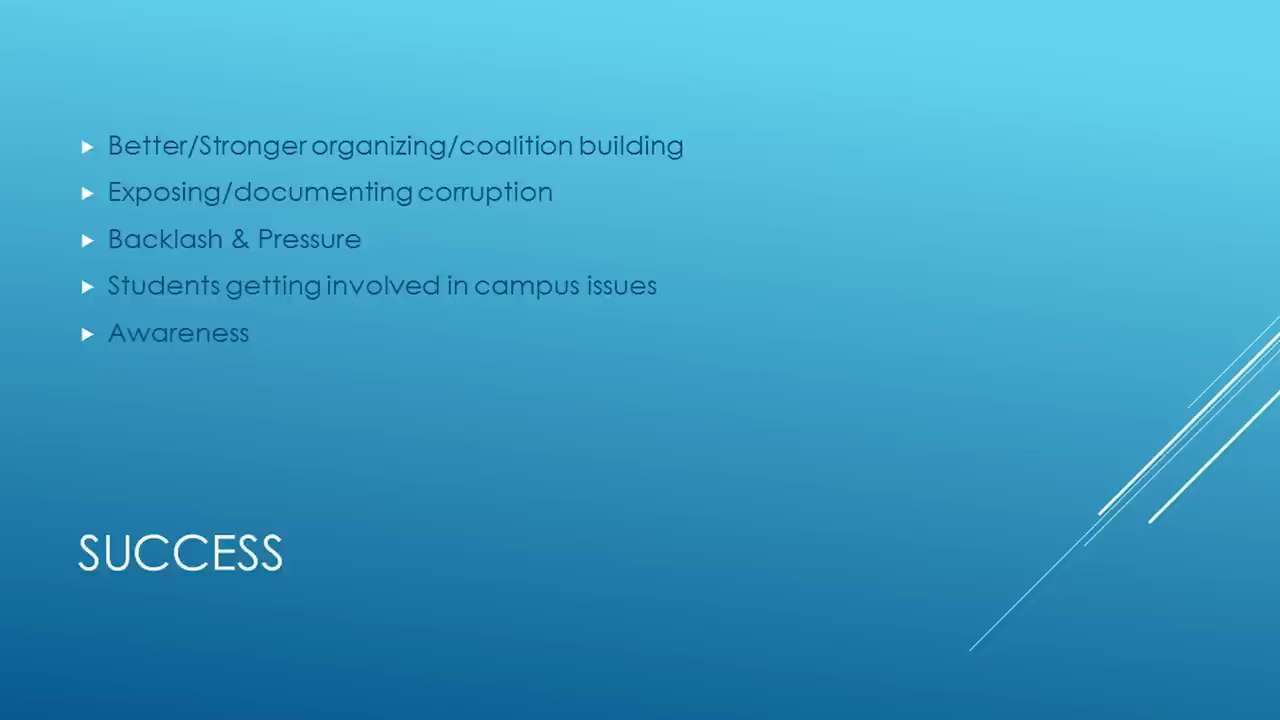 Better/Stronger organizing/coalition building
Exposing/documenting corruption
Backlash & Pressure
Students getting involved in campus issues
Awareness
SUCCESS